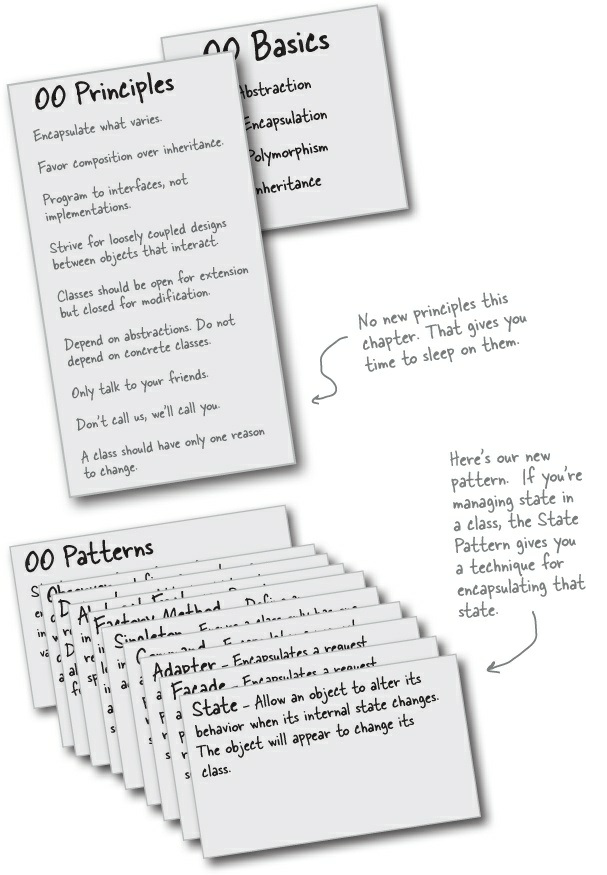 OO Basics
Abstraction
Encapsulation
Polymorphism
Inheritance
OO Principles
Encapsulate what varies.
Favor composition over inheritance.
Program to interfaces, not
implementations.
Strive for loosely coupled designs
between objects that interact.
Classes should be open for extension
but closed for modification.
Depend on abstractions. Do not
depend on concrete classes.
Only talk to your friends.
Don't call us, we'll call you.
A class should have only one reason
to change.
No new principles this
chapter. That gives you
time to sleep on them.
Here's our new
pattern. If you're
managing state in
a class, the State
Pattern gives you
a technique for
encapsulating that
state.
OO Patterns
Factory Method - Define
Singleton - Ensure a class only has one
Adapter - Encapsulates a request
Facade - Encapsulates a request
State - Allow an object to alter its
behavior when its internal state changes.
The object will appear to change its
class.